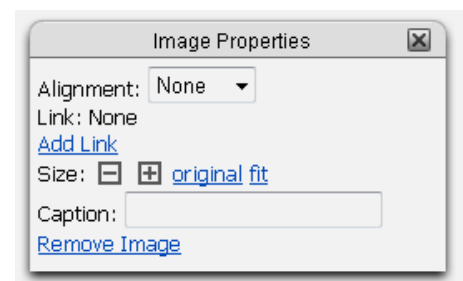 Image Properties
Alignment: None
Link: None
Add Link
Size: original fit
Caption:
Remove Image